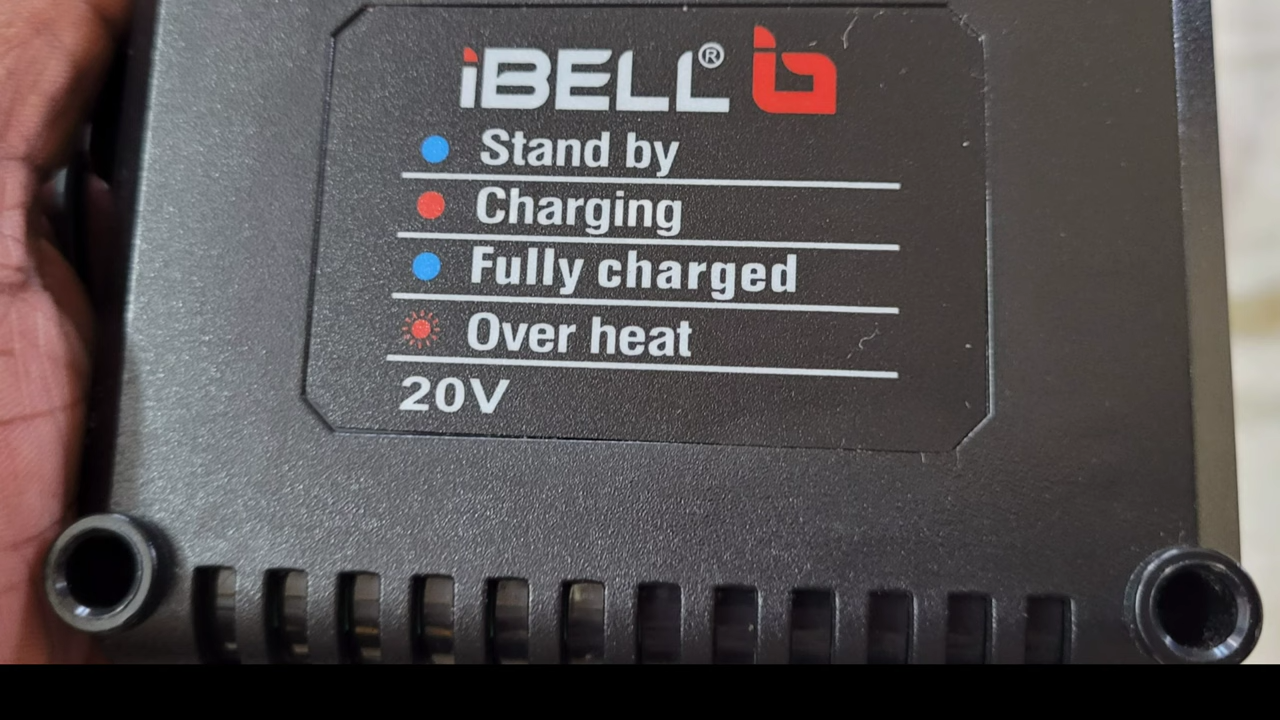 iBELL®
Stand by
Charging
Fully charged
Over heat
20V